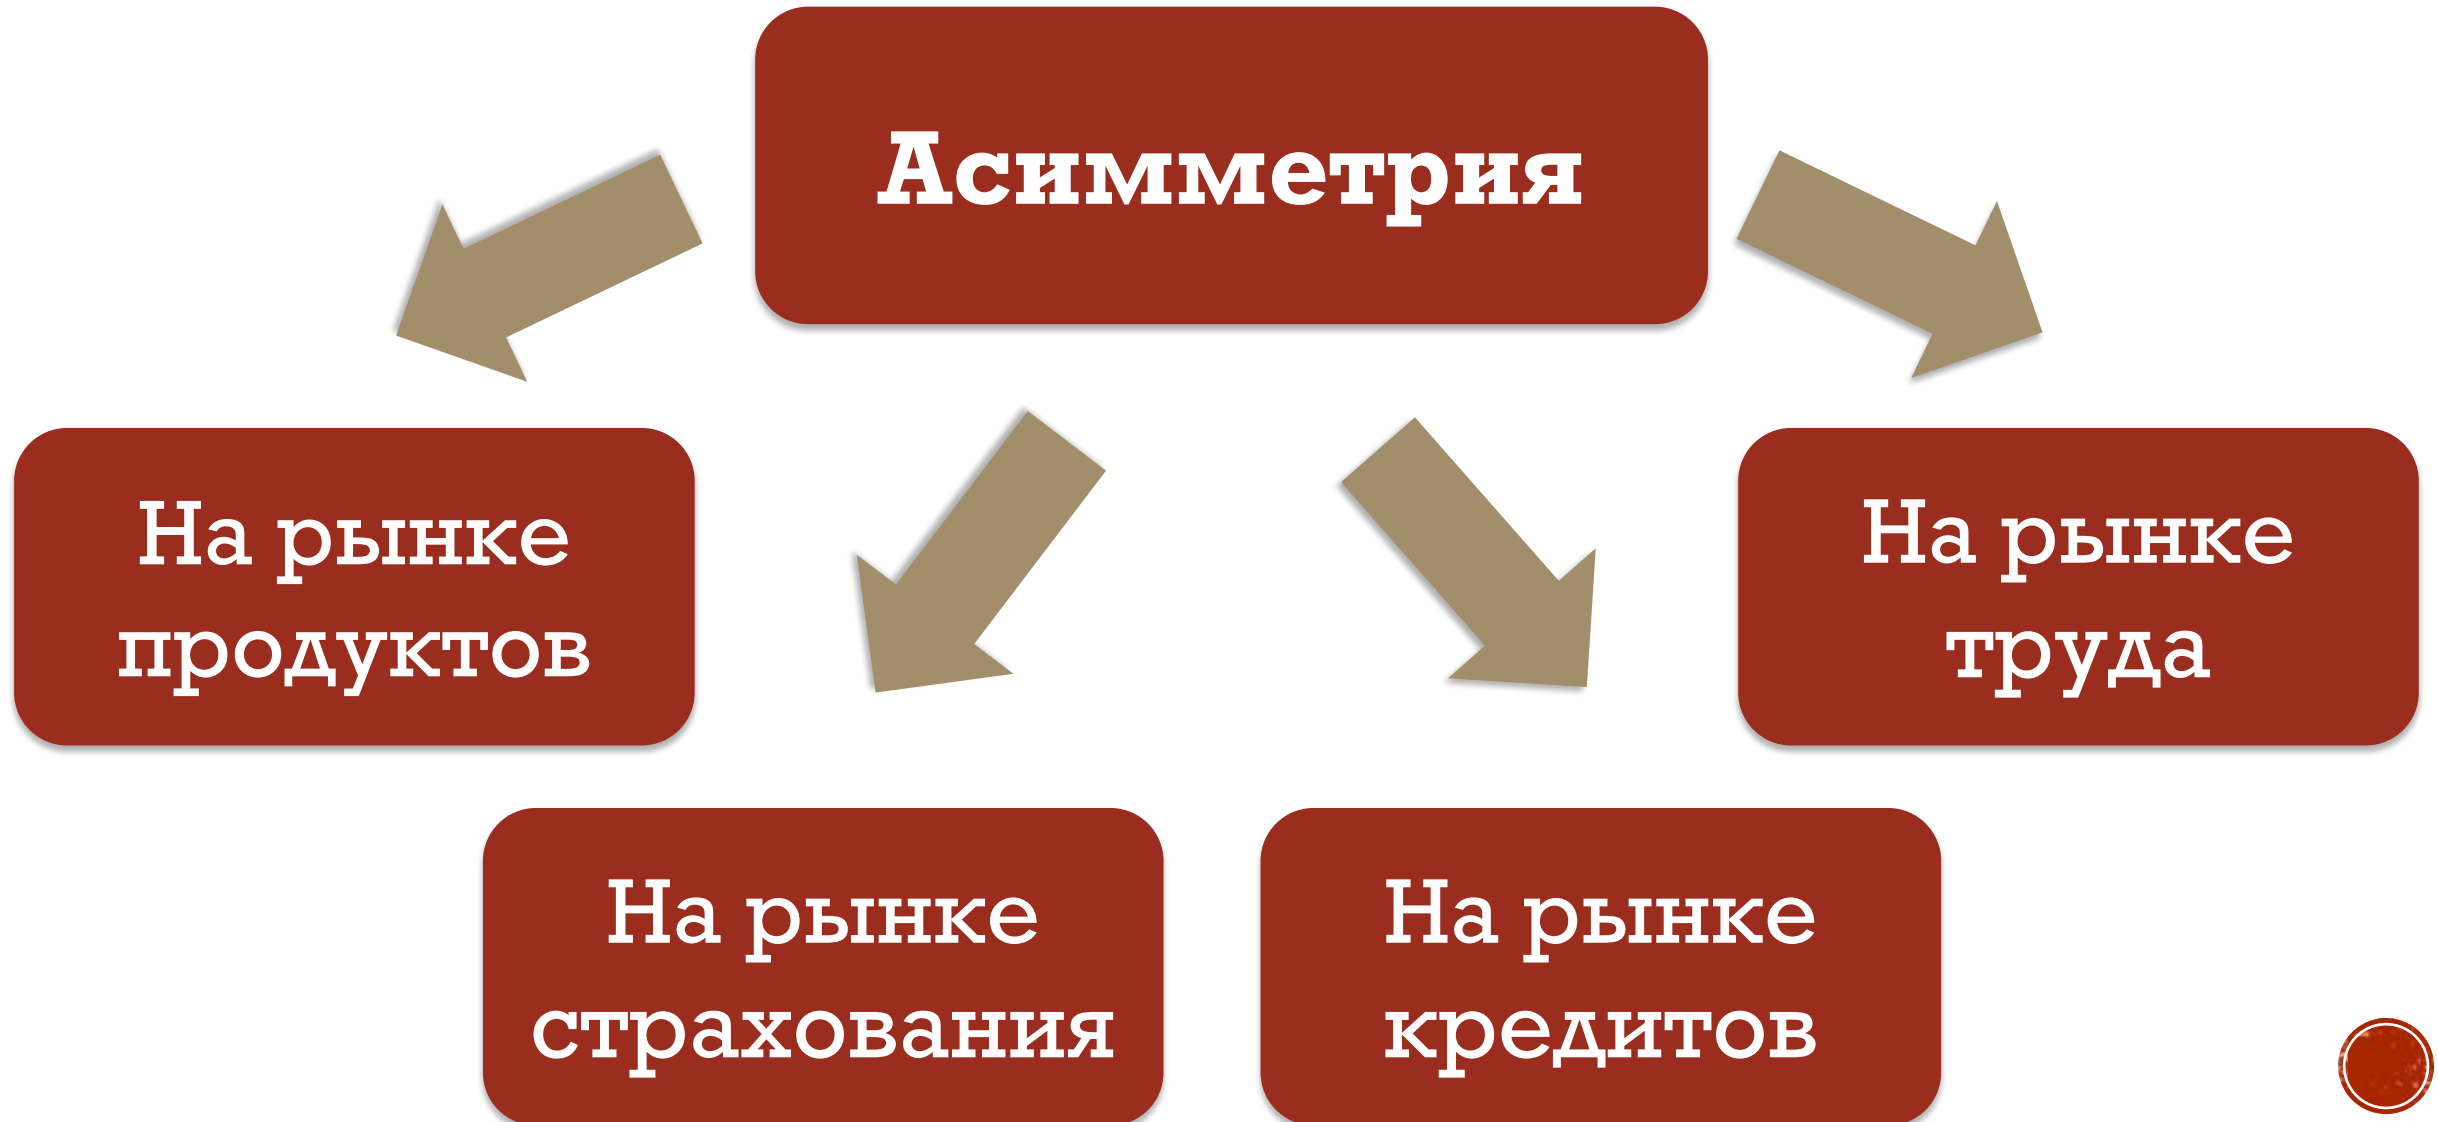 Асимметрия
На рынке
продуктов
На рынке
труда
На рынке
страхования
На рынке
кредитов